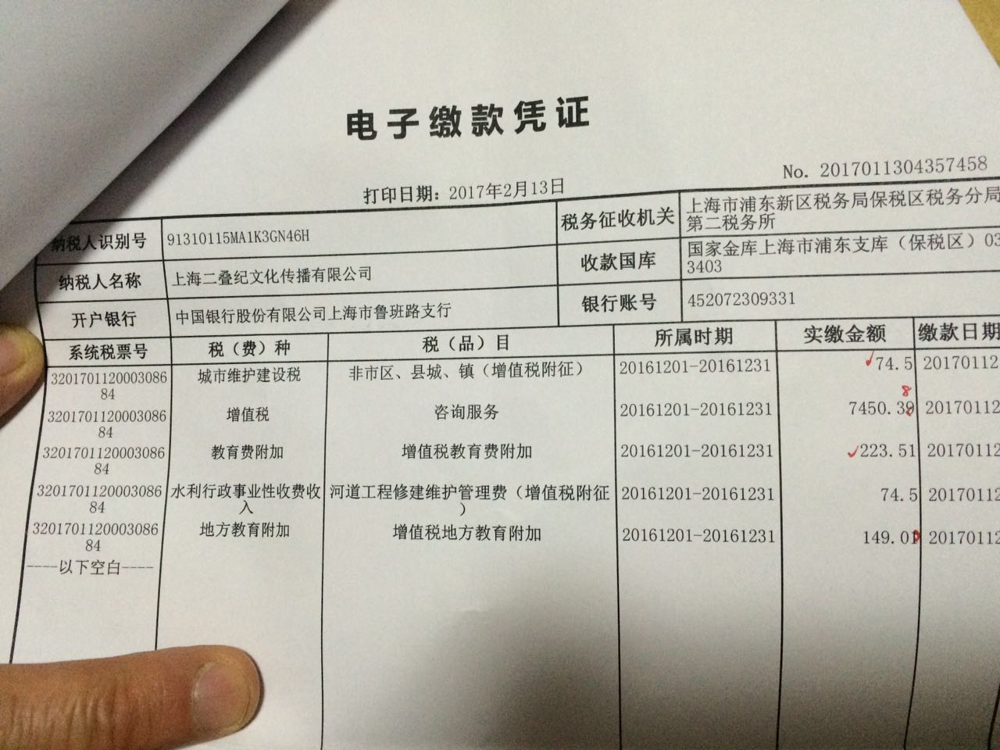 电子缴款凭证
No. 2017011304357458
打印日期：2017年2月13日
纳税人识别号 91310115MA1K3GN46H 税务征收机关 上海市浦东新区税务局保税区税务分局
第二税务所
纳税人名称 上海二叠纪文化传播有限公司 收款国库 国家金库上海市浦东支库（保税区）03
3403
开户银行 中国银行股份有限公司上海市鲁班路支行 银行账号 452072309331
系统税票号 税（费）种 税（品）目 所属时期 实缴金额 缴款日期
3201701120003086 城市维护建设税 非市区、县城、镇（增值税附征） 20161201-20161231 74.5 20170112
84
8
3201701120003086 增值税 咨询服务 20161201-20161231 7450.39 20170112
84
3201701120003086 教育费附加 增值税教育费附加 20161201-20161231 223.51 20170112
84
3201701120003086 水利行政事业性收费收 河道工程修建维护管理费（增值税附征 20161201-20161231 74.5 20170112
84 入 ）
3201701120003086 地方教育附加 增值税地方教育附加 20161201-20161231 149.01 20170112
84
----以下空白----